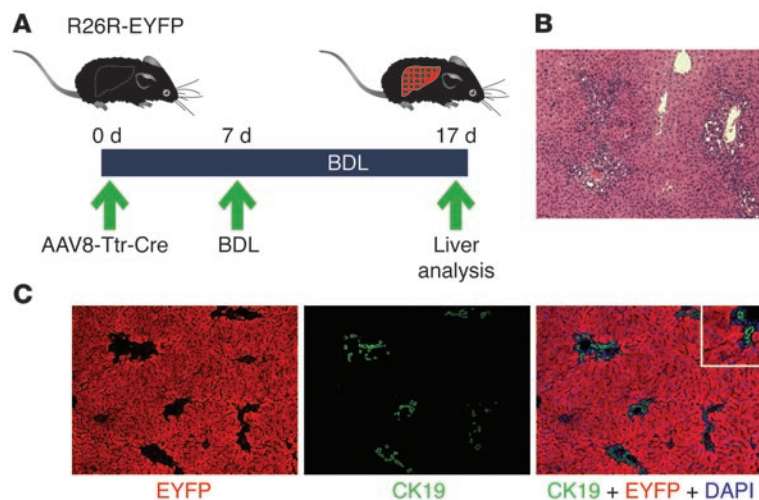 A
R26R-EYFP
B
0 d 7 d 17 d
BDL
AAV8-Ttr-Cre BDL Liver
analysis
C
EYFP CK19 CK19 + EYFP + DAPI